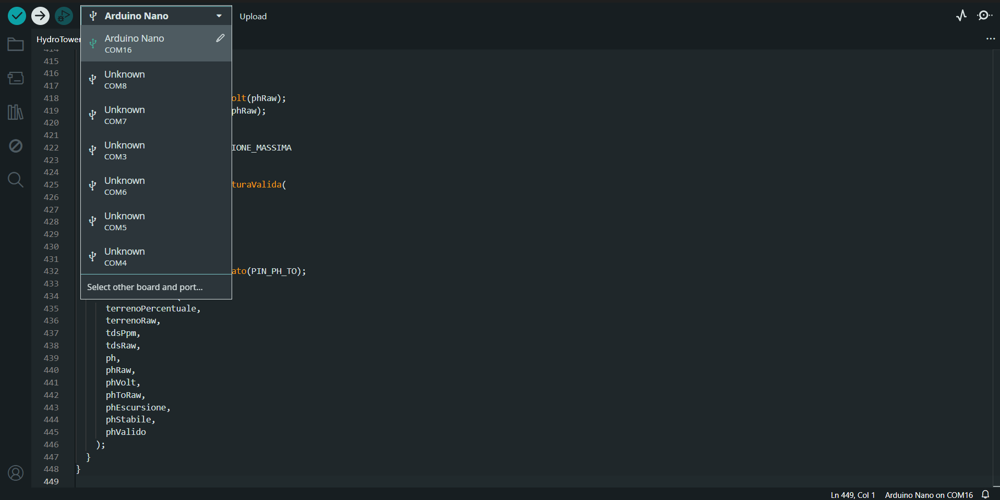 Arduino Nano
Upload
Arduino Nano
COM16
Unknown
COM8
Unknown
COM7
Unknown
COM3
Unknown
COM6
Unknown
COM5
Unknown
COM4
Select other board and port...
HydroTower
...
414
415
416
417
418 olt(phRaw);
419 phRaw);
420
421
422 IONE_MASSIMA
423
424
425 turaValida(
426
427
428
429
430
431
432 ato(PIN_PH_TO);
433
434
435 terrenoPercentuale,
436 terrenoRaw,
437 tdsPpm,
438 tdsRaw,
439 ph,
440 phRaw,
441 phVolt,
442 phToRaw,
443 phEscursione,
444 phStabile,
445 phValido
446 );
447 }
448 }
449
Ln 449, Col 1 Arduino Nano on COM16